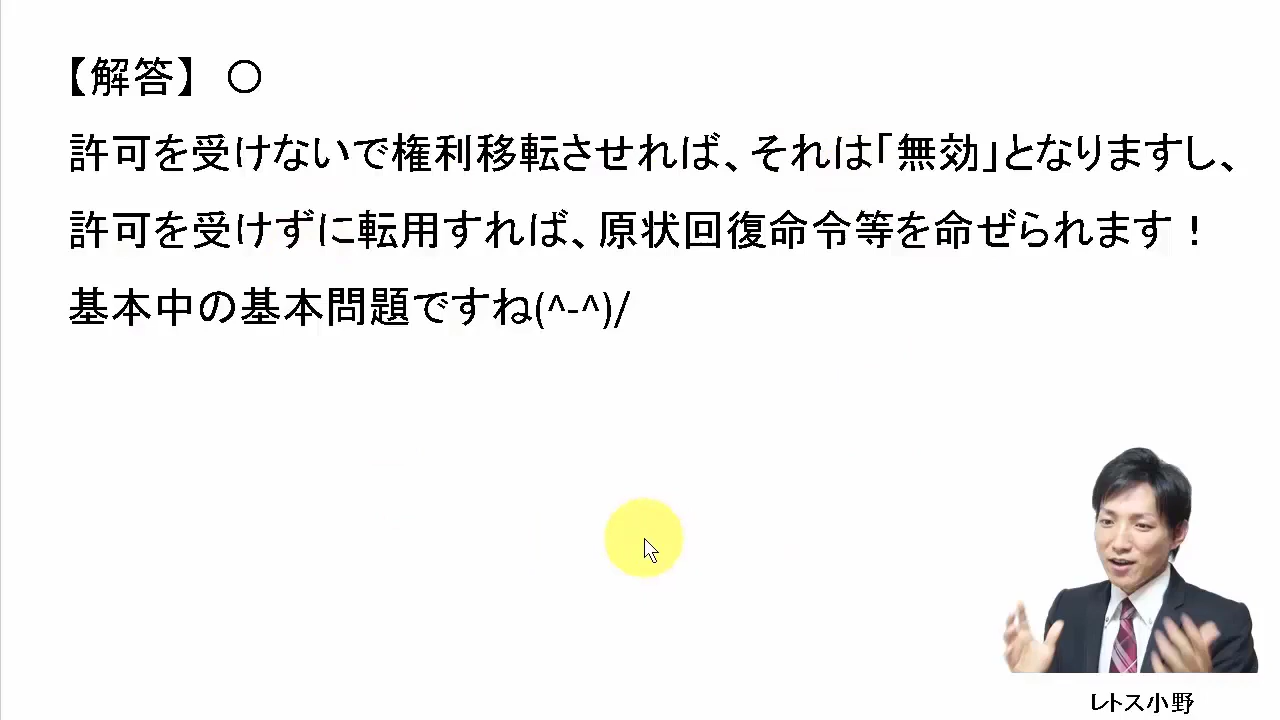 【解答】 ○
許可を受けないで権利移転させれば、それは「無効」となりますし、
許可を受けずに転用すれば、原状回復命令等を命ぜられます！
基本中の基本問題ですね(^-^)/
レトス小野